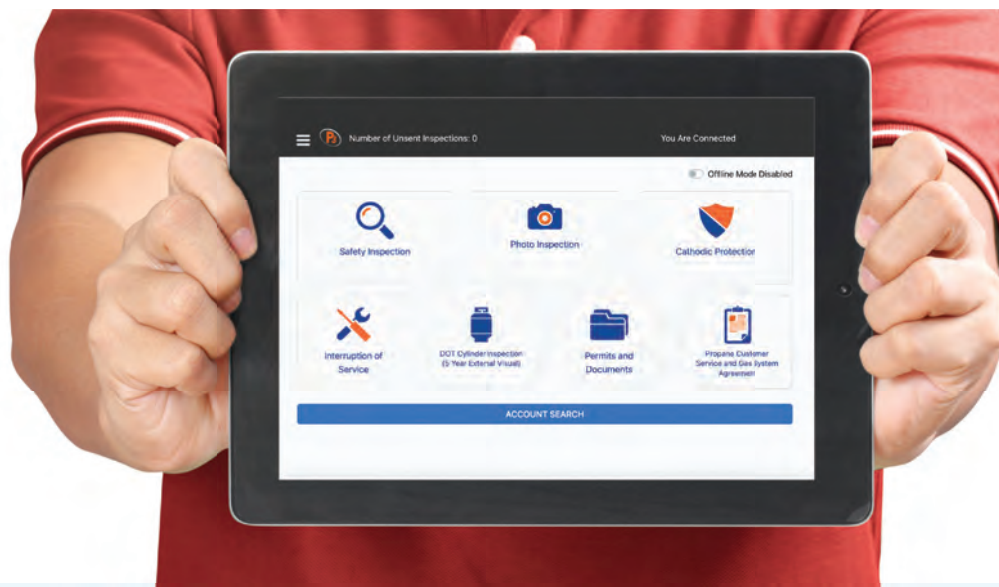 P3 Number of Unsent Inspections: 0 You Are Connected
Offline Mode Disabled
Safety Inspection
Photo Inspection
Cathodic Protection
Interruption of
Service
DOT Cylinder Inspection
(5 Year External Visual)
Permits and
Documents
Propane Customer
Service and Gas System
Agreement
ACCOUNT SEARCH